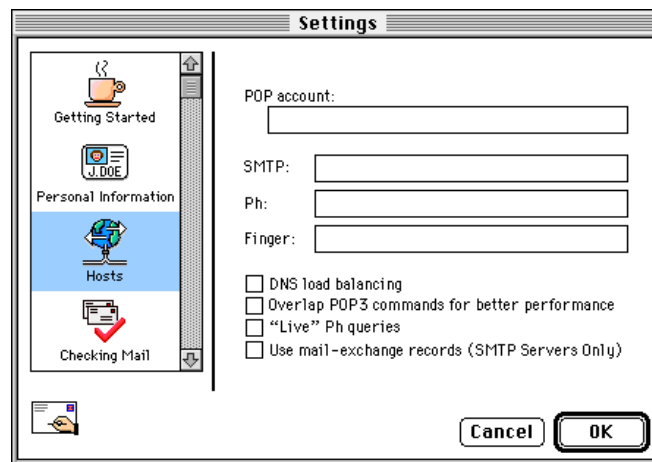 Settings
Getting Started
J.DOE
Personal Information
Hosts
Checking Mail
POP account:
SMTP:
Ph:
Finger:
DNS load balancing
Overlap POP3 commands for better performance
“Live” Ph queries
Use mail-exchange records (SMTP Servers Only)
Cancel
OK